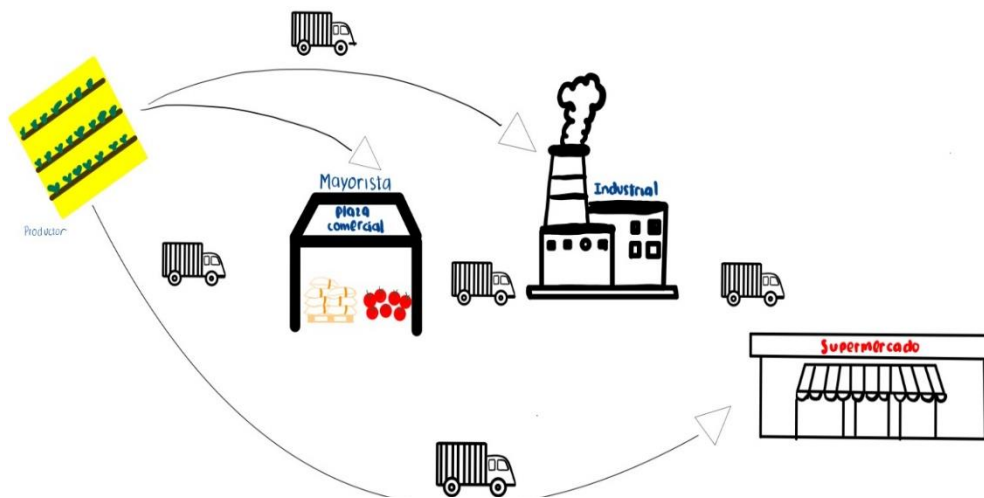 Productor
Mayorista
plaza
comercial
Industrial
Supermercado